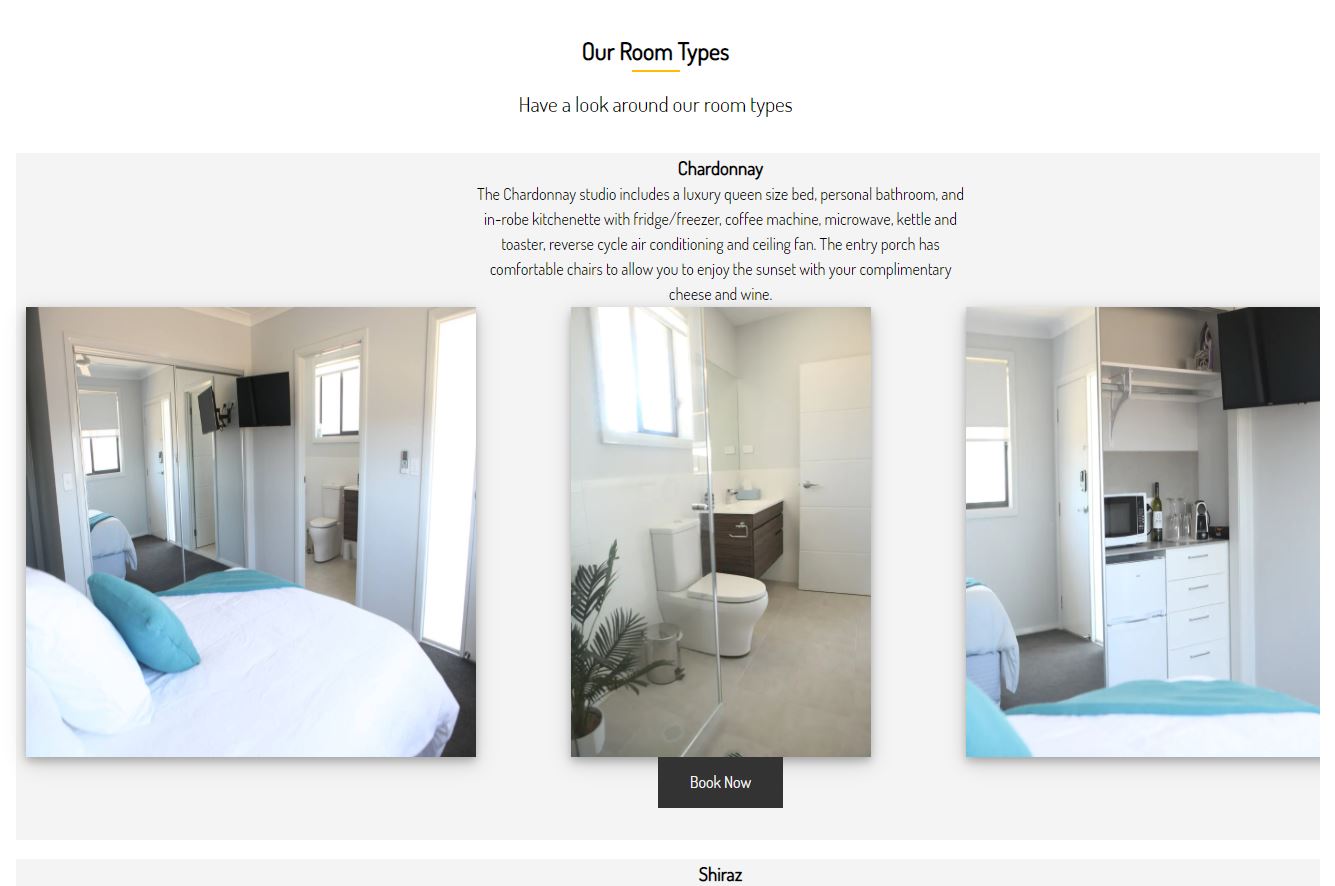 Our Room Types
Have a look around our room types
Chardonnay
The Chardonnay studio includes a luxury queen size bed, personal bathroom, and
in-robe kitchenette with fridge/freezer, coffee machine, microwave, kettle and
toaster, reverse cycle air conditioning and ceiling fan. The entry porch has
comfortable chairs to allow you to enjoy the sunset with your complimentary
cheese and wine.
Book Now
Shiraz